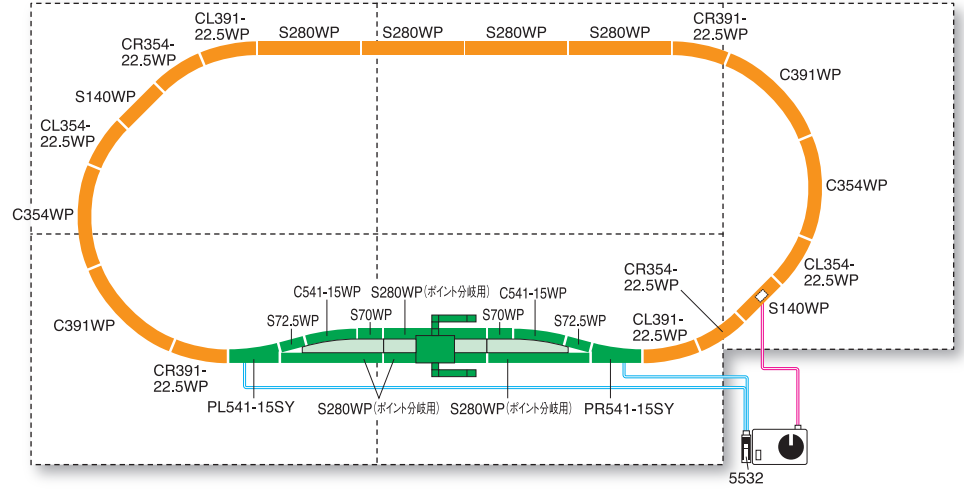 CL391-
22.5WP
S280WP
S280WP
S280WP
S280WP
CR391-
22.5WP
CR354-
22.5WP
C391WP
S140WP
CL354-
22.5WP
C354WP
C354WP
CR354-
22.5WP
CL354-
22.5WP
C541-15WP
S280WP(ポイント分岐用)
C541-15WP
S140WP
S70WP
S70WP
C391WP
S72.5WP
S72.5WP
CL391-
22.5WP
CR391-
22.5WP
PL541-15SY
S280WP(ポイント分岐用)
S280WP(ポイント分岐用)
PR541-15SY
5532